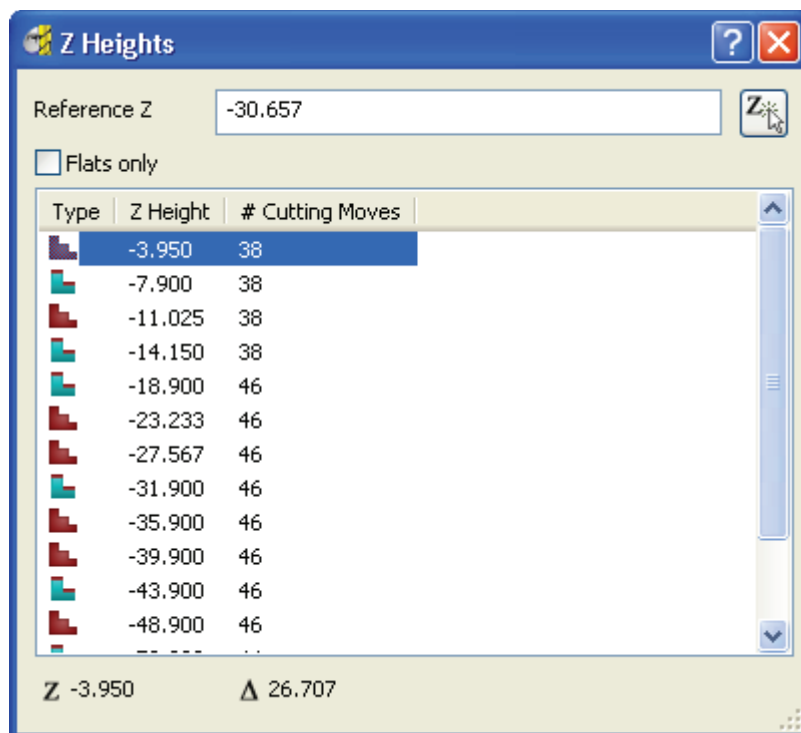 Z Heights
Reference Z -30.657 Z
Flats only
Type Z Height # Cutting Moves
-3.950 38
-7.900 38
-11.025 38
-14.150 38
-18.900 46
-23.233 46
-27.567 46
-31.900 46
-35.900 46
-39.900 46
-43.900 46
-48.900 46
Z -3.950 Δ 26.707